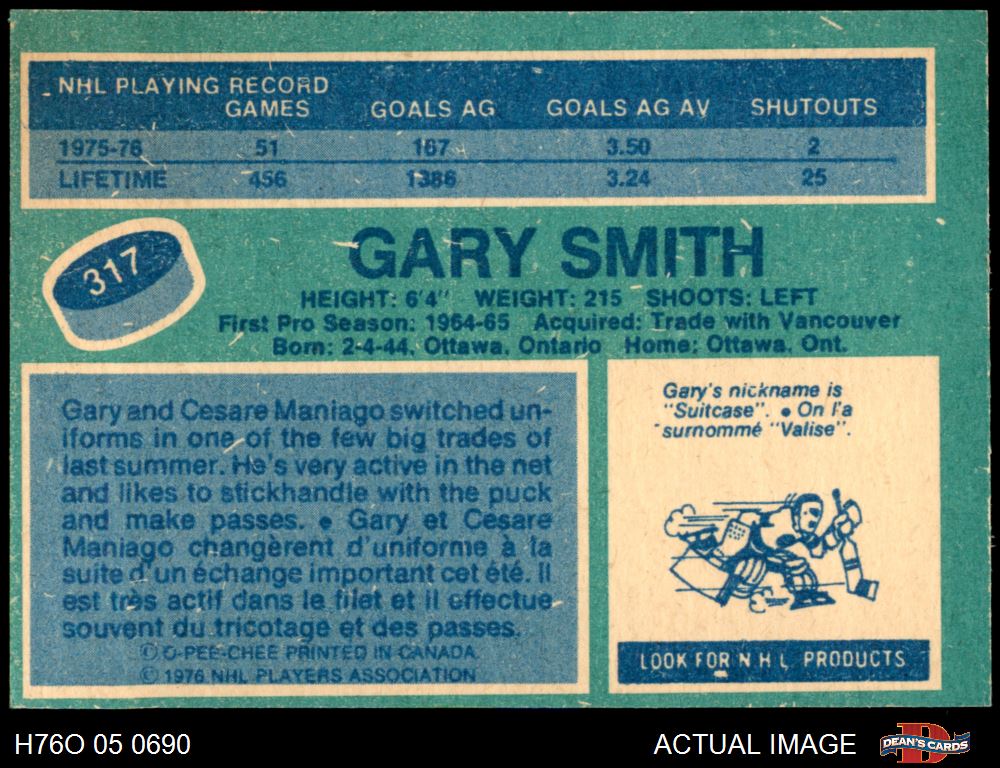 NHL PLAYING RECORD
GAMES GOALS AG GOALS AG AV SHUTOUTS
1975-76 51 167 3.50 2
LIFETIME 456 1386 3.24 25
317
GARY SMITH
HEIGHT: 6'4" WEIGHT: 215 SHOOTS: LEFT
First Pro Season: 1964-65 Acquired: Trade with Vancouver
Born: 2-4-44, Ottawa, Ontario Home: Ottawa, Ont.
Gary and Cesare Maniago switched un-
iforms in one of the few big trades of
last summer. He's very active in the net
and likes to stickhandle with the puck
and make passes. ● Gary et Cesare
Maniago changèrent d'uniforme à la
suite d'un échange important cet été. Il
est très actif dans le filet et il effectue
souvent du tricotage et des passes.
© O-PEE-CHEE PRINTED IN CANADA
© 1976 NHL PLAYERS ASSOCIATION
Gary's nickname is
"Suitcase". ● On l'a
surnommé "Valise".
LOOK FOR NHL PRODUCTS
H76O 05 0690
ACTUAL IMAGE
DEAN'S CARDS